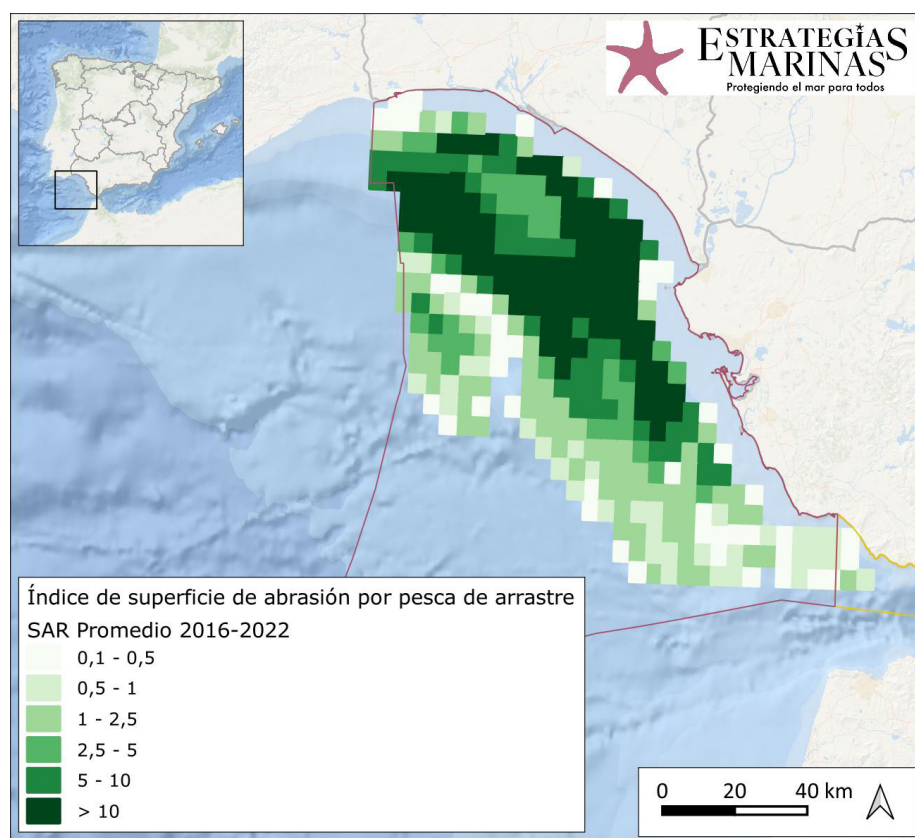 ESTRATEGIAS
MARINAS
Protegiendo el mar para todos
Índice de superficie de abrasión por pesca de arrastre
SAR Promedio 2016-2022
0,1 - 0,5
0,5 - 1
1 - 2,5
2,5 - 5
5 - 10
> 10
0 20 40 km